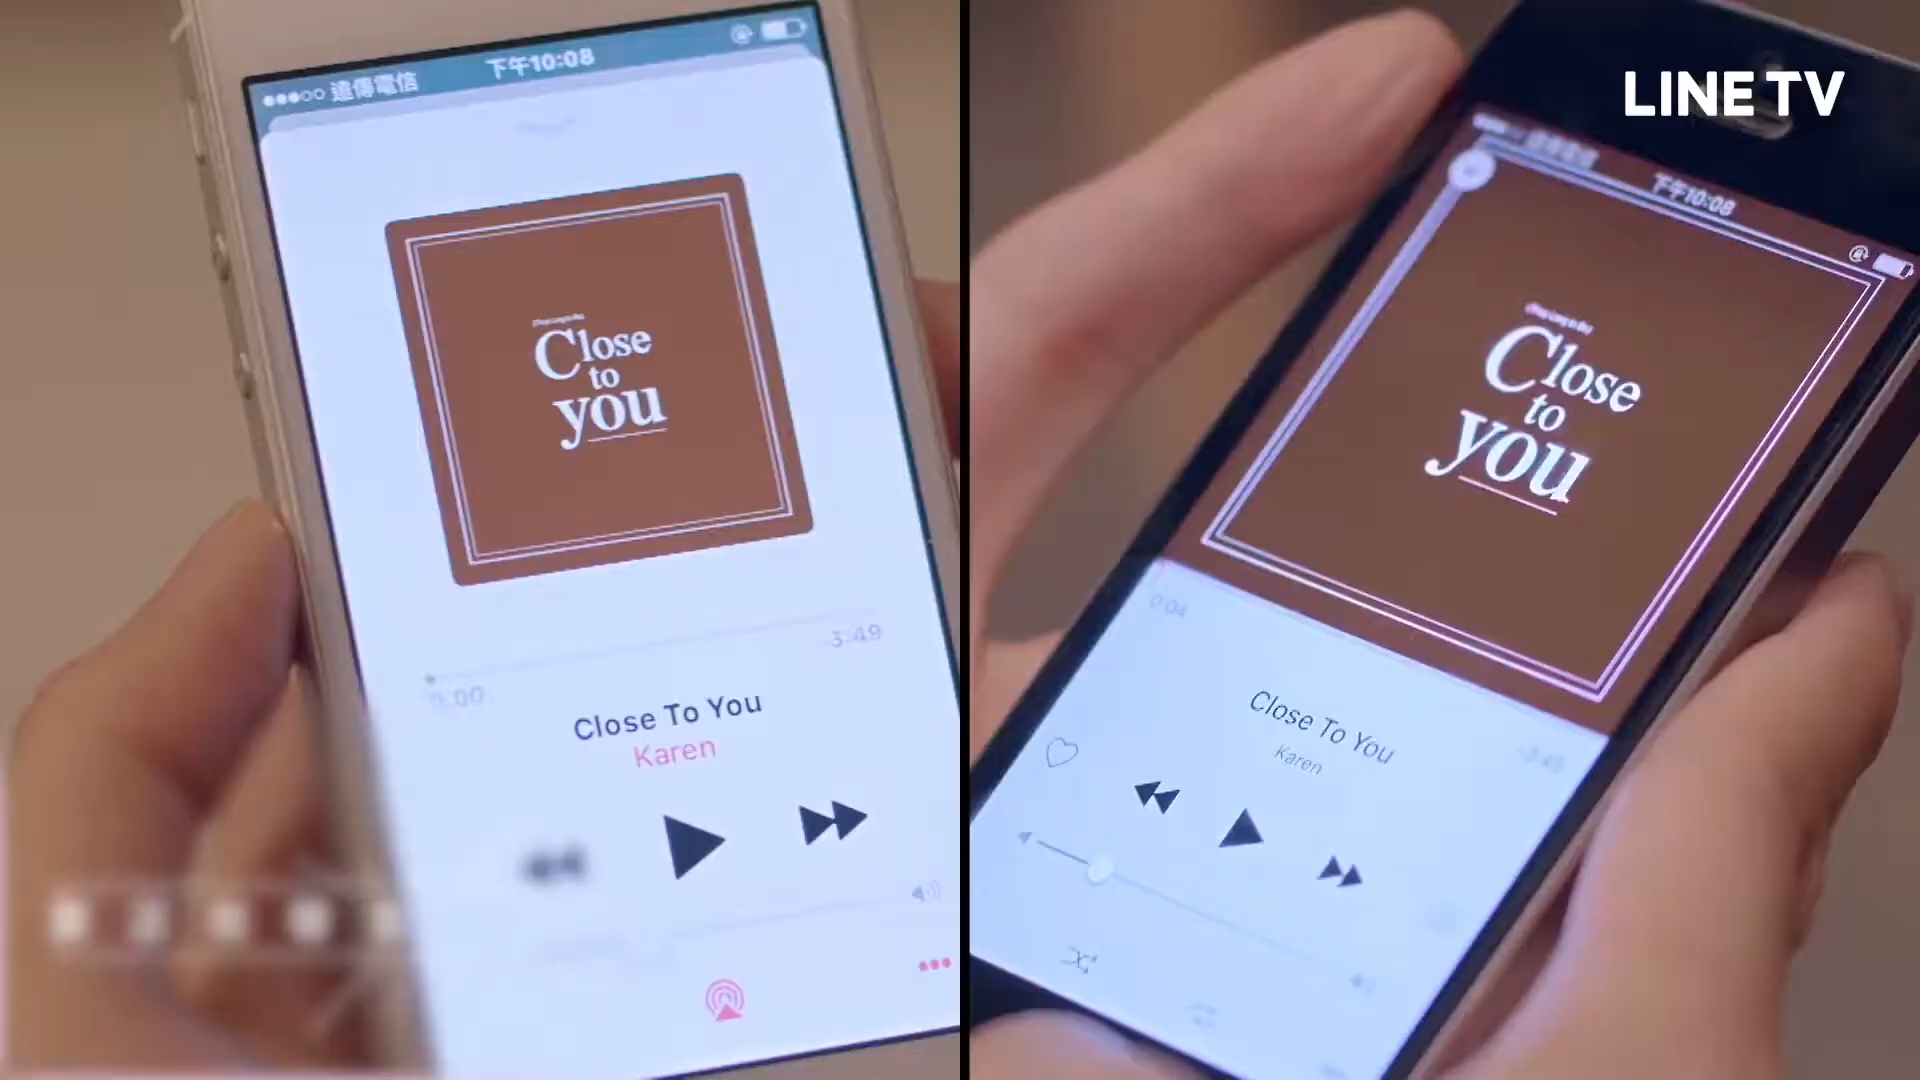 遠傳電信
下午10:08
Close
to
you
3:49
0:00
Close To You
Karen
LINE TV
下午10:08
Close
to
you
0:04
Close To You
Karen